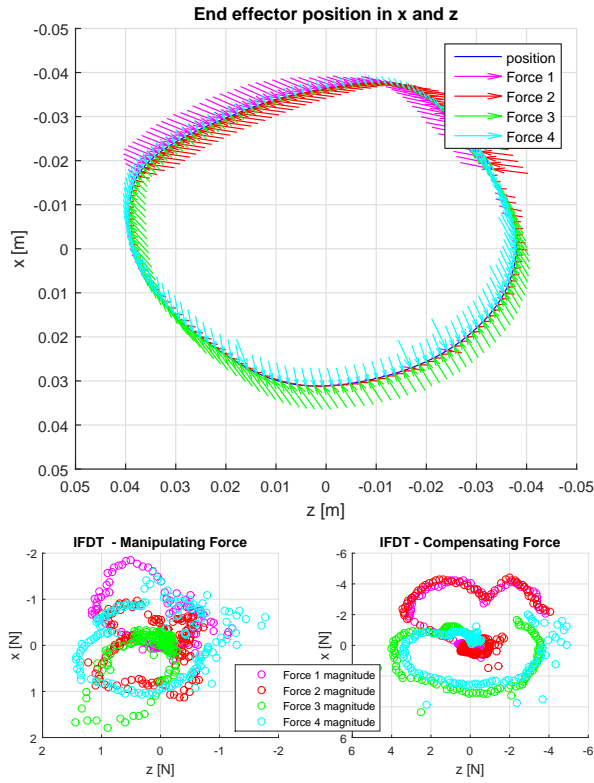 End effector position in x and z
-0.05
-0.04
-0.03
-0.02
-0.01
0
0.01
0.02
0.03
0.04
0.05
x [m]
0.05 0.04 0.03 0.02 0.01 0 -0.01 -0.02 -0.03 -0.04 -0.05
z [m]
position
Force 1
Force 2
Force 3
Force 4
IFDT - Manipulating Force
-2
-1
0
1
2
x [N]
2 1 0 -1 -2
z [N]
IFDT - Compensating Force
-6
-4
-2
0
2
4
6
x [N]
6 4 2 0 -2 -4 -6
z [N]
Force 1 magnitude
Force 2 magnitude
Force 3 magnitude
Force 4 magnitude